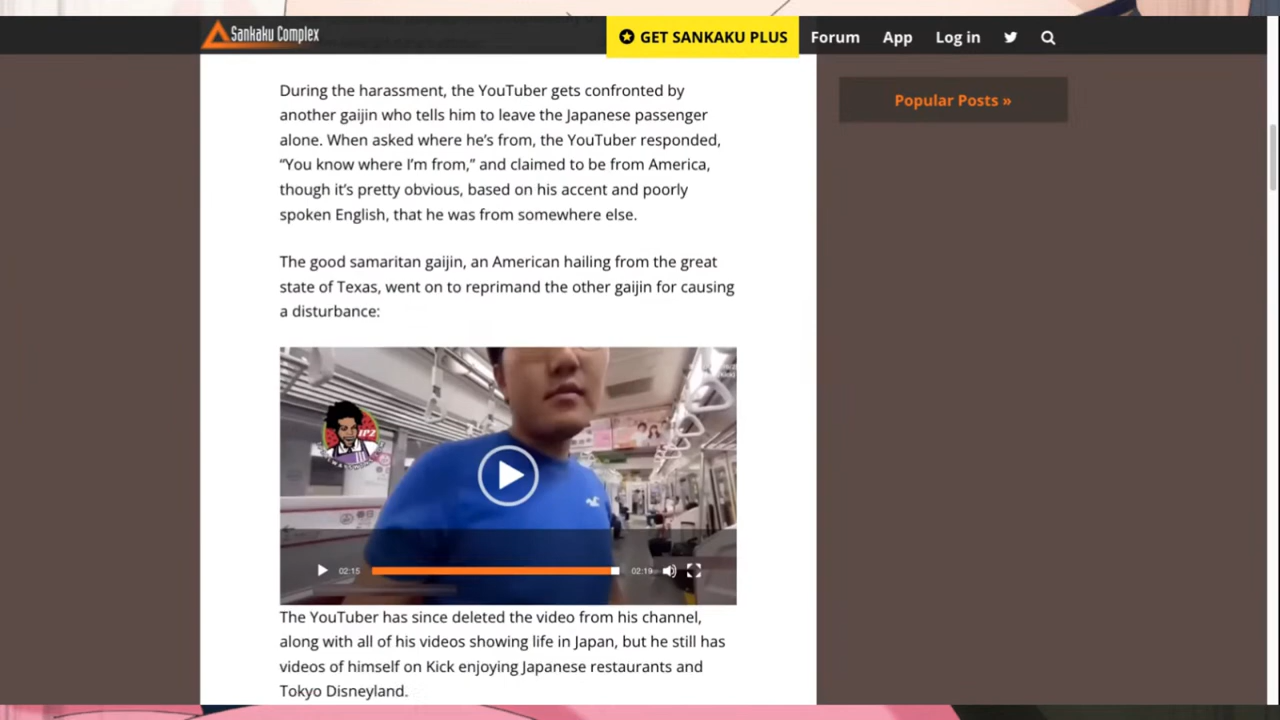 Sankaku Complex
GET SANKAKU PLUS
Forum
App
Log in
During the harassment, the YouTuber gets confronted by
another gaijin who tells him to leave the Japanese passenger
alone. When asked where he’s from, the YouTuber responded,
“You know where I’m from,” and claimed to be from America,
though it’s pretty obvious, based on his accent and poorly
spoken English, that he was from somewhere else.
Popular Posts »
The good samaritan gaijin, an American hailing from the great
state of Texas, went on to reprimand the other gaijin for causing
a disturbance:
IP2
02:15
02:19
The YouTuber has since deleted the video from his channel,
along with all of his videos showing life in Japan, but he still has
videos of himself on Kick enjoying Japanese restaurants and
Tokyo Disneyland.